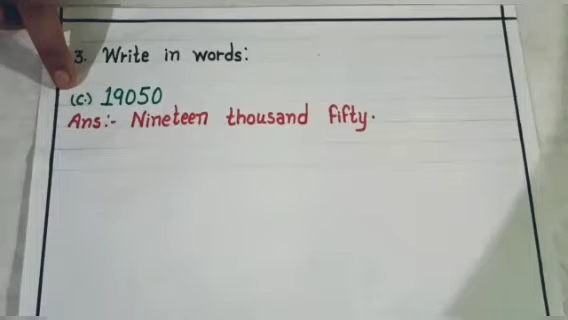 3. Write in words:
(c.) 19050
Ans:- Nineteen thousand fifty.